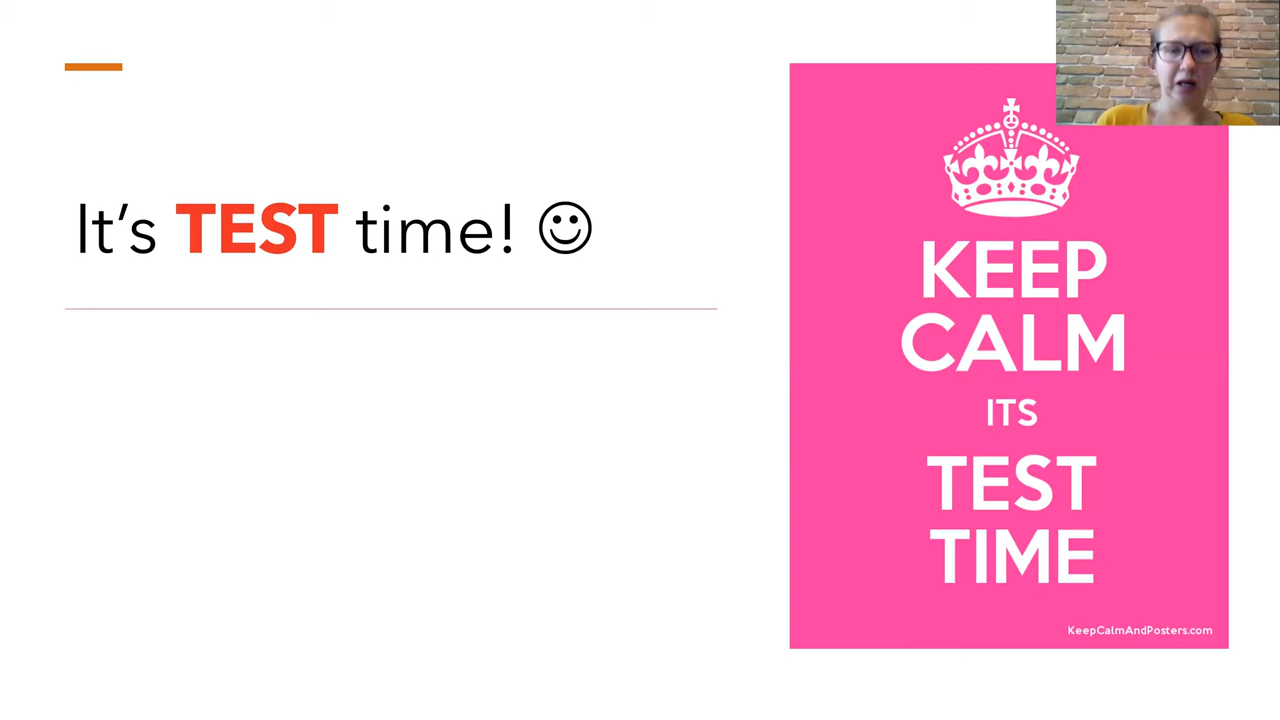 It’s TEST time! ☺
KEEP
CALM
ITS
TEST
TIME
KeepCalmAndPosters.com